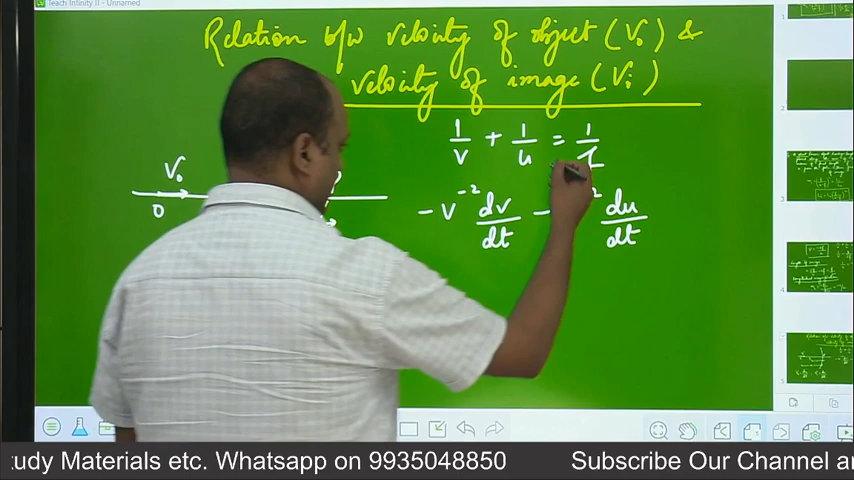 Teach Infinity II - Unnamed
Relation b/w velocity of object (V₀) &
velocity of image (Vᵢ)
1/v + 1/u = 1/f
V₀
O
- v⁻² dv/dt - ² du/dt
udy Materials etc. Whatsapp on 9935048850 Subscribe Our Channel a